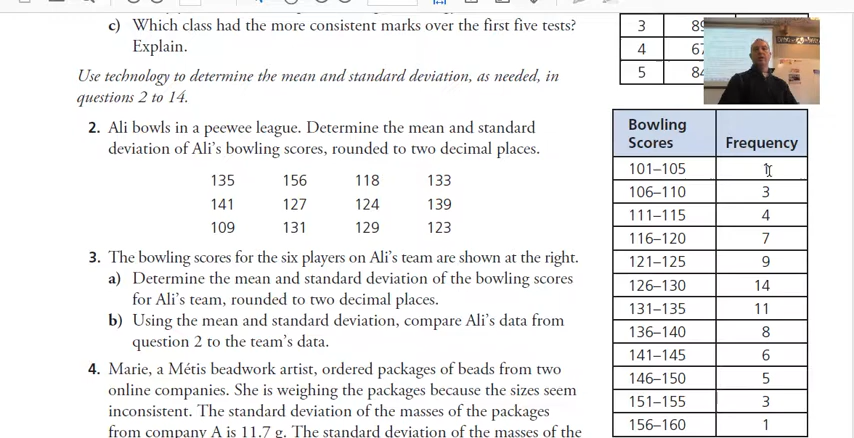 c) Which class had the more consistent marks over the first five tests?
Explain.
3
4
5
Use technology to determine the mean and standard deviation, as needed, in
questions 2 to 14.
2. Ali bowls in a peewee league. Determine the mean and standard
deviation of Ali's bowling scores, rounded to two decimal places.
135 156 118 133
141 127 124 139
109 131 129 123
3. The bowling scores for the six players on Ali's team are shown at the right.
a) Determine the mean and standard deviation of the bowling scores
for Ali's team, rounded to two decimal places.
b) Using the mean and standard deviation, compare Ali's data from
question 2 to the team's data.
4. Marie, a Métis beadwork artist, ordered packages of beads from two
online companies. She is weighing the packages because the sizes seem
inconsistent. The standard deviation of the masses of the packages
from company A is 11.7 g. The standard deviation of the masses of the
Bowling
Scores Frequency
101–105 1
106–110 3
111–115 4
116–120 7
121–125 9
126–130 14
131–135 11
136–140 8
141–145 6
146–150 5
151–155 3
156–160 1